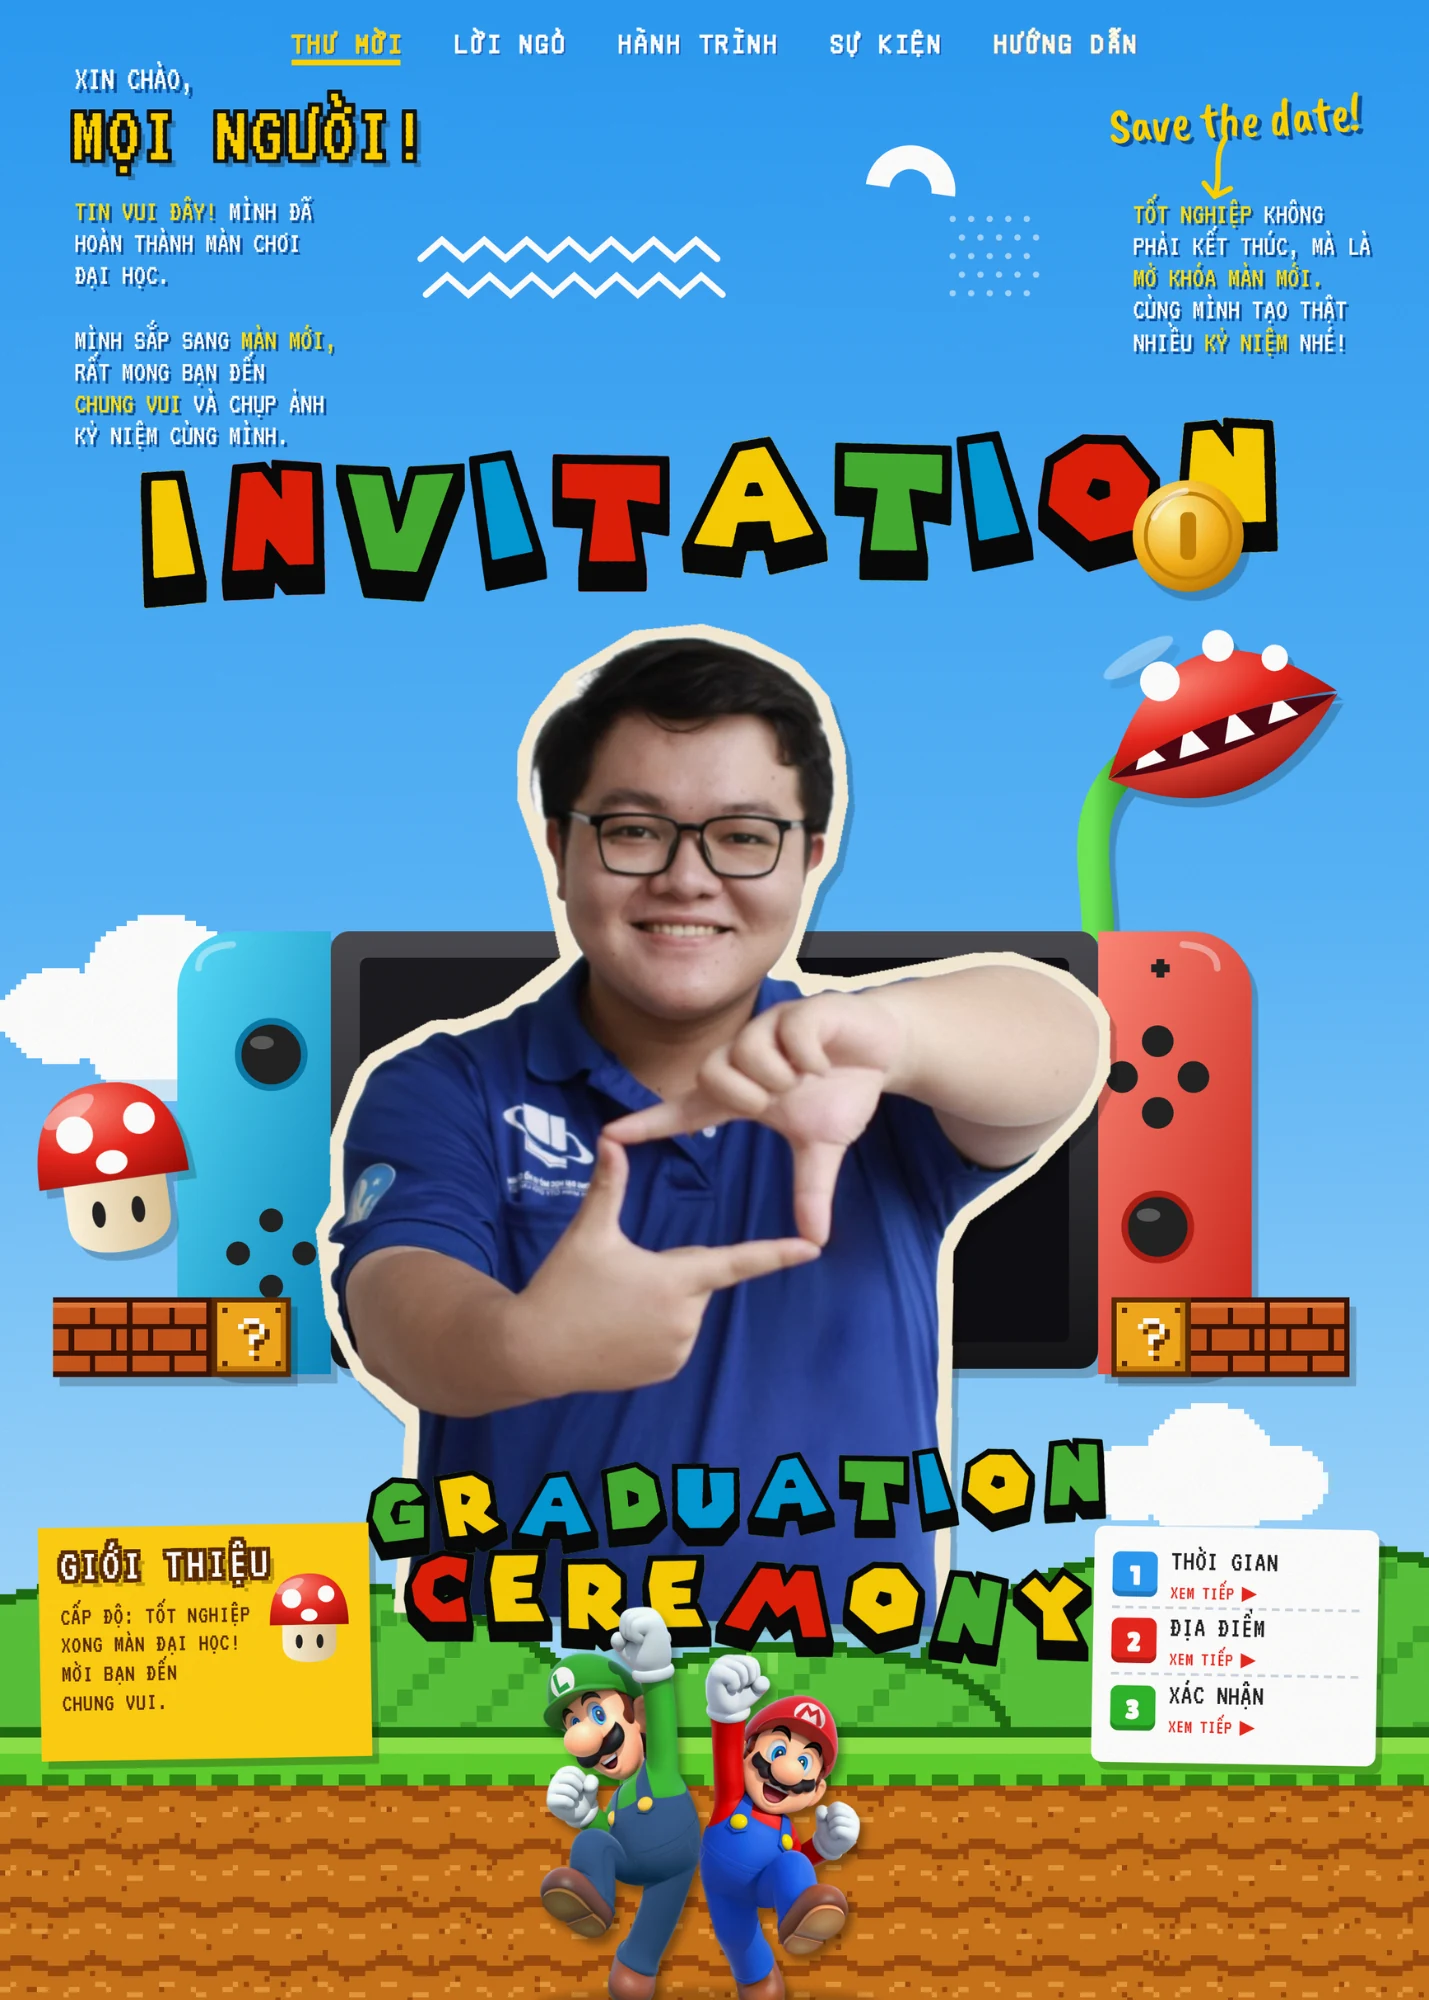 THƯ MỜI
LỜI NGỎ
HÀNH TRÌNH
SỰ KIỆN
HƯỚNG DẪN
XIN CHÀO,
MỌI NGƯỜI!
TIN VUI ĐÂY! MÌNH ĐÃ
HOÀN THÀNH MÀN CHƠI
ĐẠI HỌC.
MÌNH SẮP SANG MÀN MỚI,
RẤT MONG BẠN ĐẾN
CHUNG VUI VÀ CHỤP ẢNH
KỶ NIỆM CÙNG MÌNH.
Save the date!
TỐT NGHIỆP KHÔNG
PHẢI KẾT THÚC, MÀ LÀ
MỞ KHÓA MÀN MỚI.
CÙNG MÌNH TẠO THẬT
NHIỀU KỶ NIỆM NHÉ!
INVITATION
?
?
GRADUATION
CEREMONY
GIỚI THIỆU
CẤP ĐỘ: TỐT NGHIỆP
XONG MÀN ĐẠI HỌC!
MỜI BẠN ĐẾN
CHUNG VUI.
1 THỜI GIAN
XEM TIẾP ▶
2 ĐỊA ĐIỂM
XEM TIẾP ▶
3 XÁC NHẬN
XEM TIẾP ▶
L
M